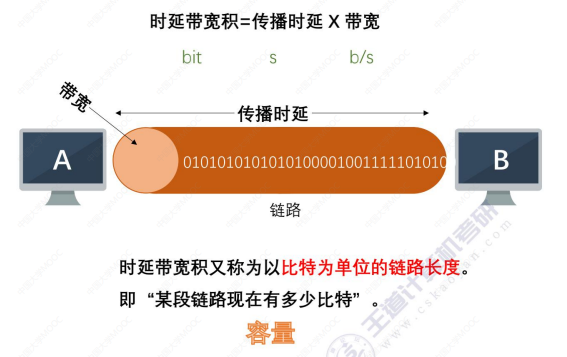 时延带宽积=传播时延 X 带宽
bit s b/s
带宽
传播时延
A
0101010101010100001001111101010
B
链路
时延带宽积又称为以比特为单位的链路长度。
即“某段链路现在有多少比特”。
容量
王道计算机考研
www.cskaoyan.com